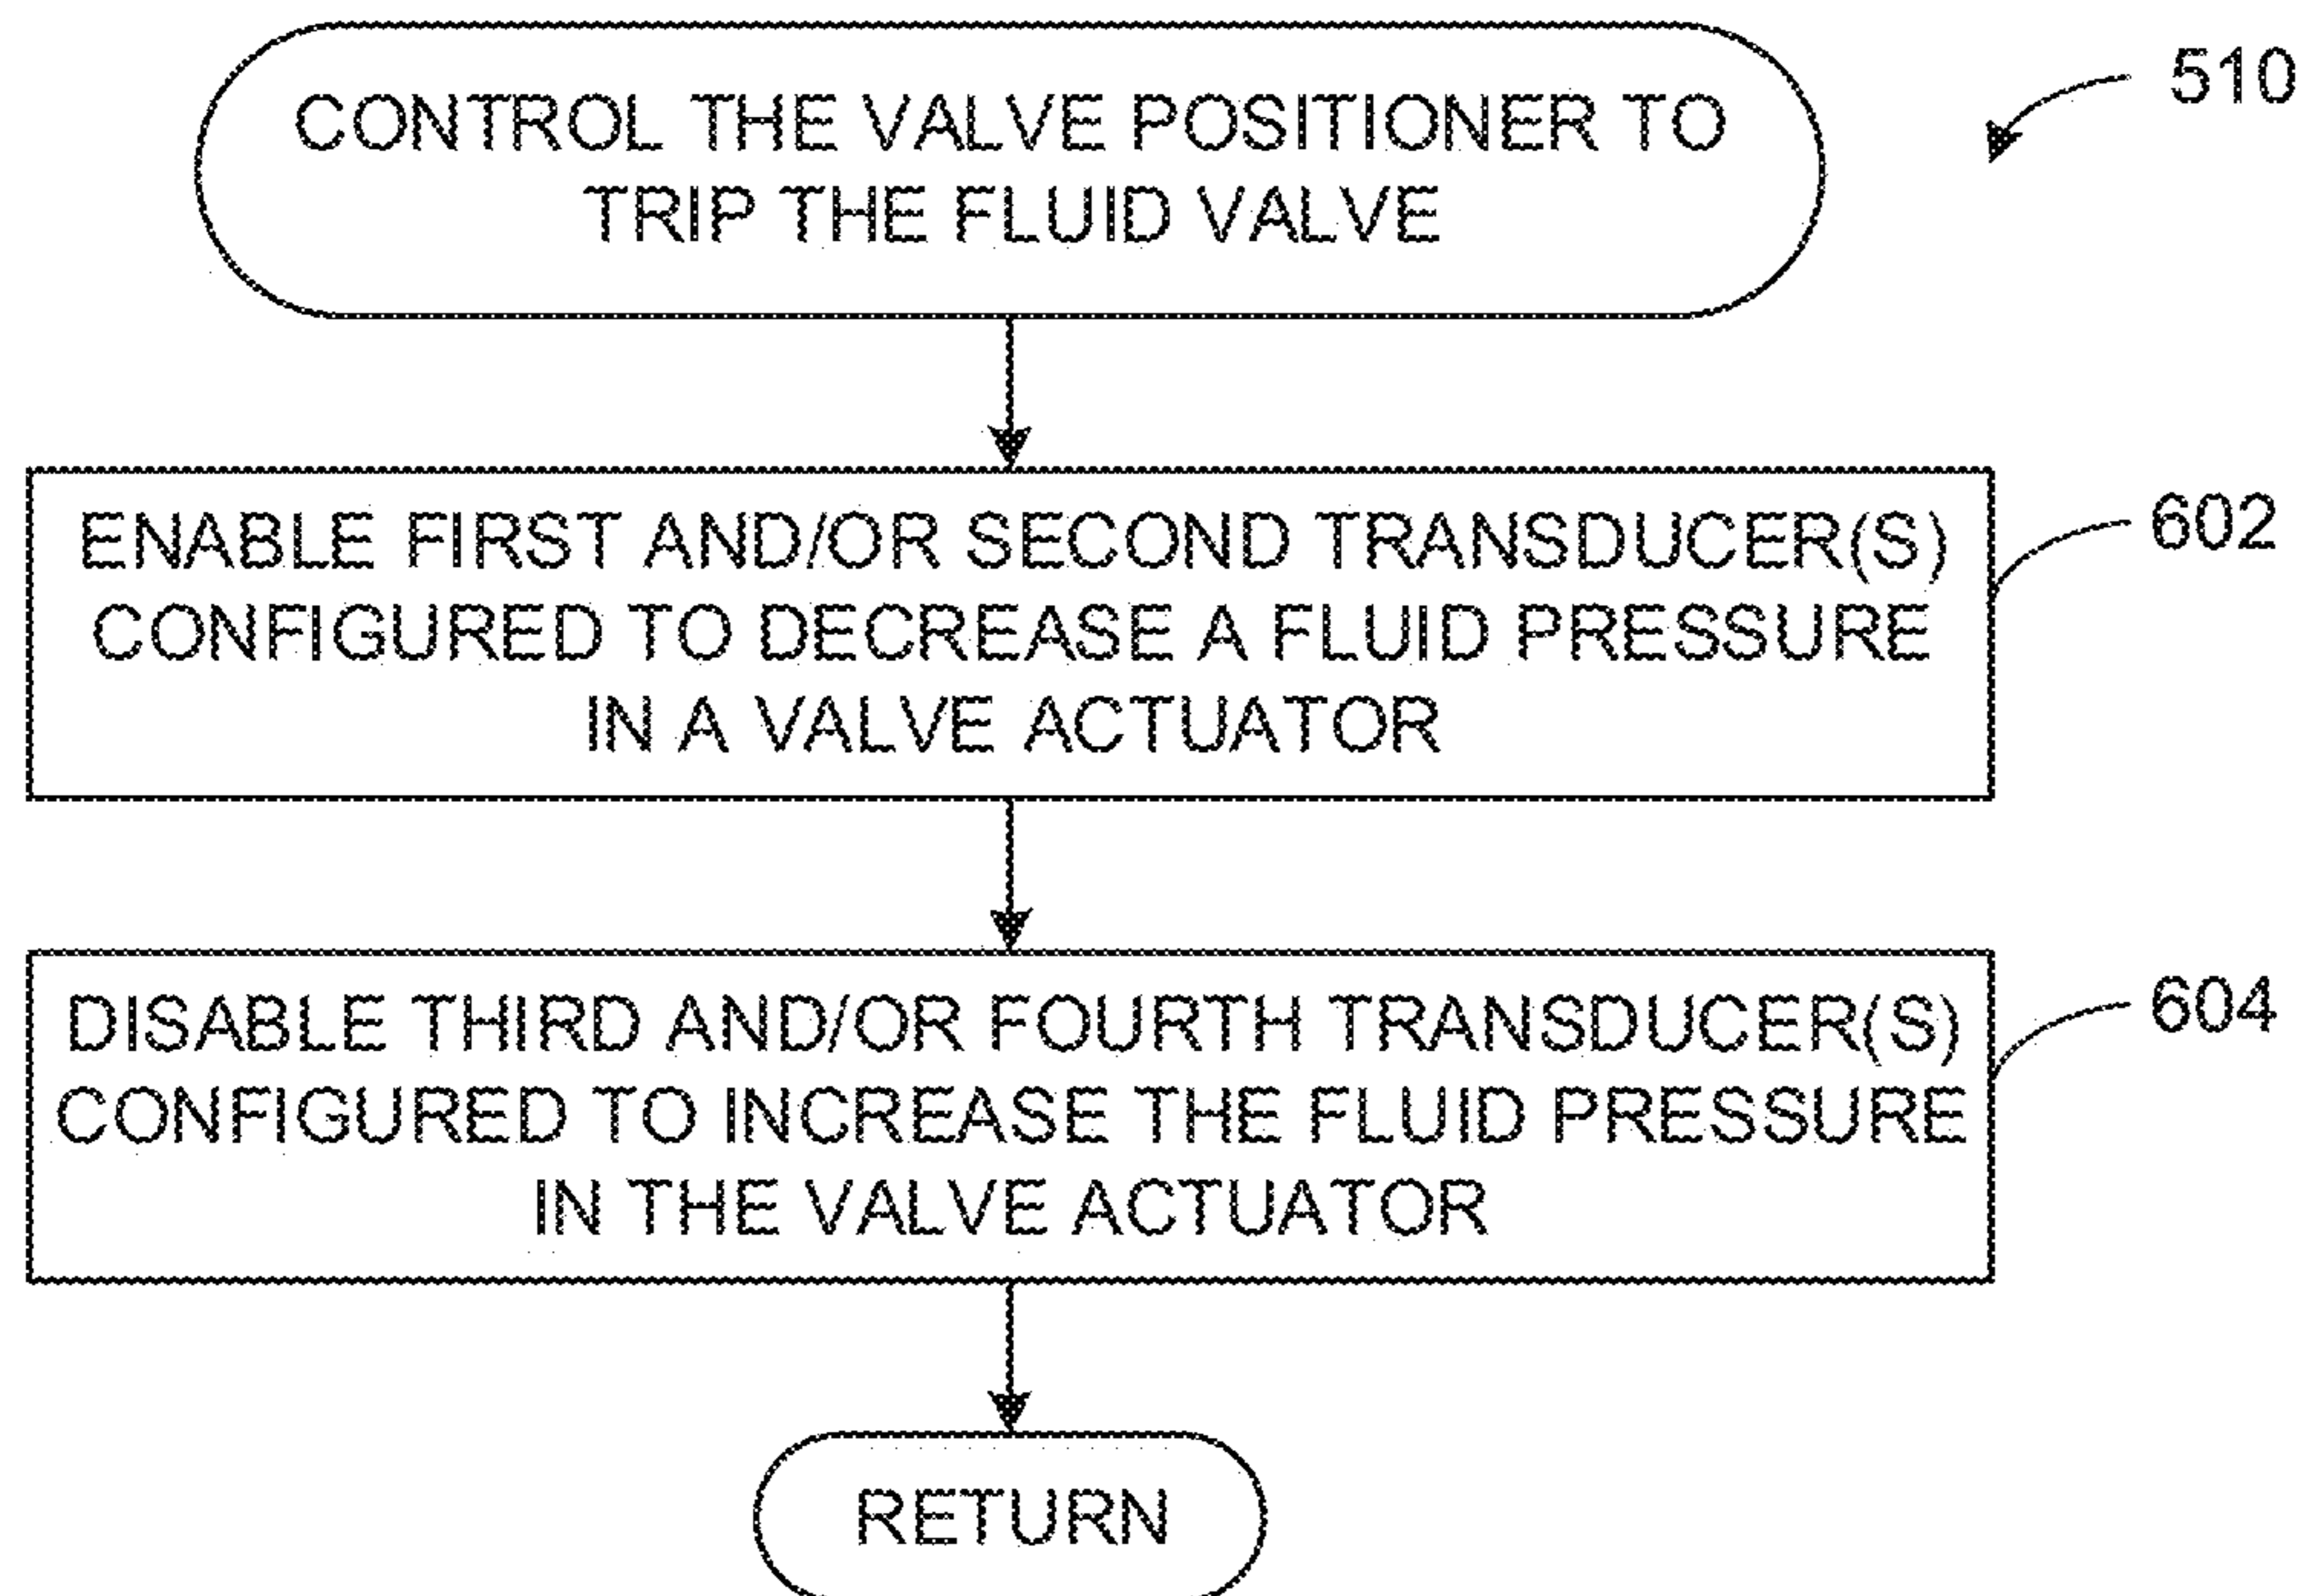 CONTROL THE VALVE POSITIONER TO
TRIP THE FLUID VALVE
510
ENABLE FIRST AND/OR SECOND TRANSDUCER(S)
CONFIGURED TO DECREASE A FLUID PRESSURE
IN A VALVE ACTUATOR
602
DISABLE THIRD AND/OR FOURTH TRANSDUCER(S)
CONFIGURED TO INCREASE THE FLUID PRESSURE
IN THE VALVE ACTUATOR
604
RETURN